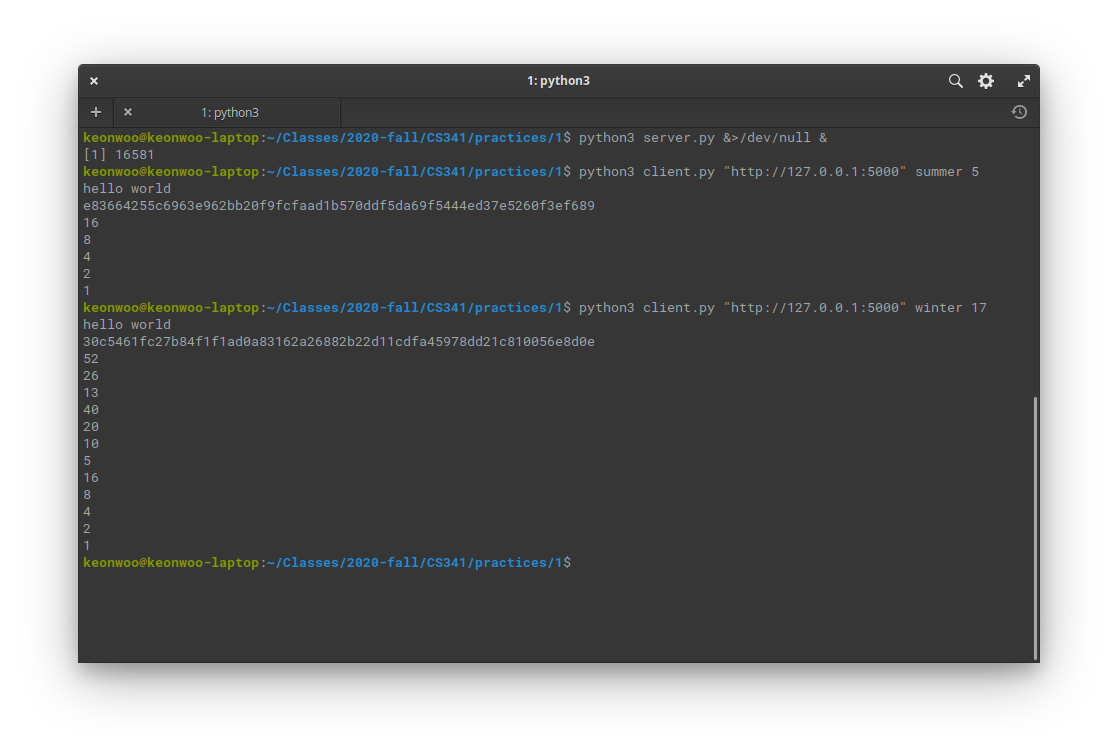 1: python3
1: python3
keonwoo@keonwoo-laptop:~/Classes/2020-fall/CS341/practices/1$ python3 server.py &>/dev/null &
[1] 16581
keonwoo@keonwoo-laptop:~/Classes/2020-fall/CS341/practices/1$ python3 client.py "http://127.0.0.1:5000" summer 5
hello world
e83664255c6963e962bb20f9fcfaad1b570ddf5da69f5444ed37e5260f3ef689
16
8
4
2
1
keonwoo@keonwoo-laptop:~/Classes/2020-fall/CS341/practices/1$ python3 client.py "http://127.0.0.1:5000" winter 17
hello world
30c5461fc27b84f1f1ad0a83162a26882b22d11cdfa45978dd21c810056e8d0e
52
26
13
40
20
10
5
16
8
4
2
1
keonwoo@keonwoo-laptop:~/Classes/2020-fall/CS341/practices/1$